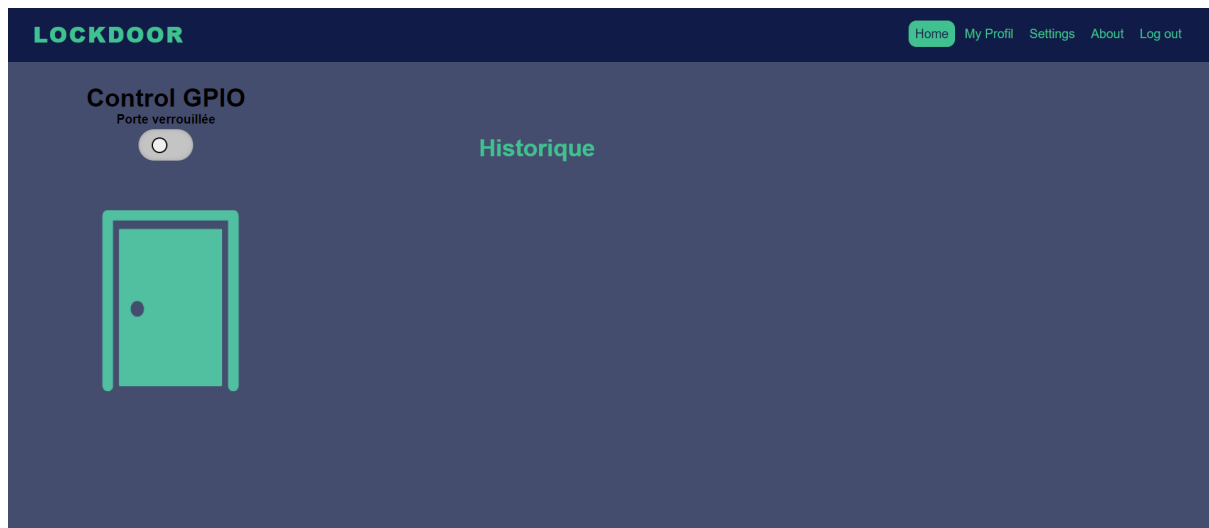 LOCKDOOR
Home My Profil Settings About Log out
Control GPIO
Porte verrouillée
Historique